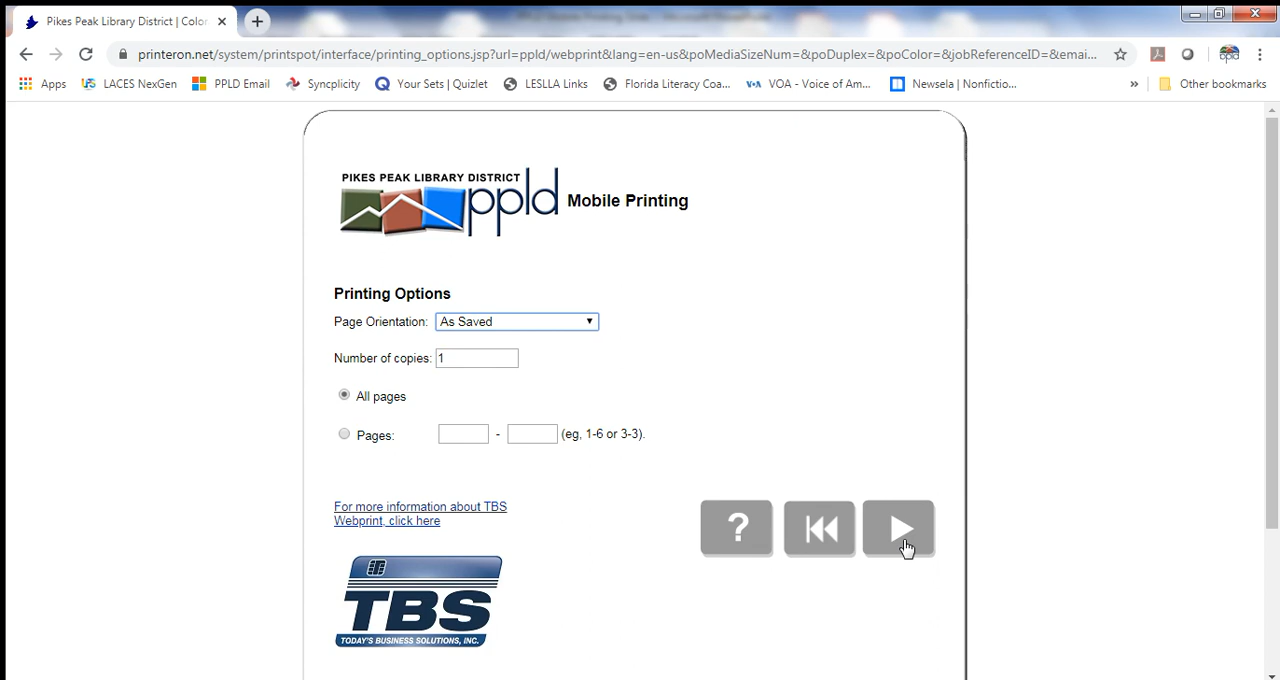 Pikes Peak Library District | Color
printeron.net/system/printspot/interface/printing_options.jsp?url=ppld/webprint&lang=en-us&poMediaSizeNum=&poDuplex=&poColor=&jobReferenceID=&emai...
Apps LACES NexGen PPLD Email Syncplicity Your Sets | Quizlet LESLLA Links Florida Literacy Coa... VOA - Voice of Am... Newsela | Nonfictio... » Other bookmarks
PIKES PEAK LIBRARY DISTRICT
ppld Mobile Printing
Printing Options
Page Orientation: As Saved
Number of copies: 1
All pages
Pages: - (eg, 1-6 or 3-3).
For more information about TBS
Webprint, click here
?
TBS
TODAY'S BUSINESS SOLUTIONS, INC.